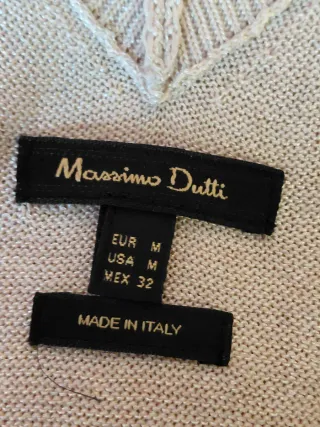 Massimo Dutti
EUR M
USA M
MEX 32
MADE IN ITALY